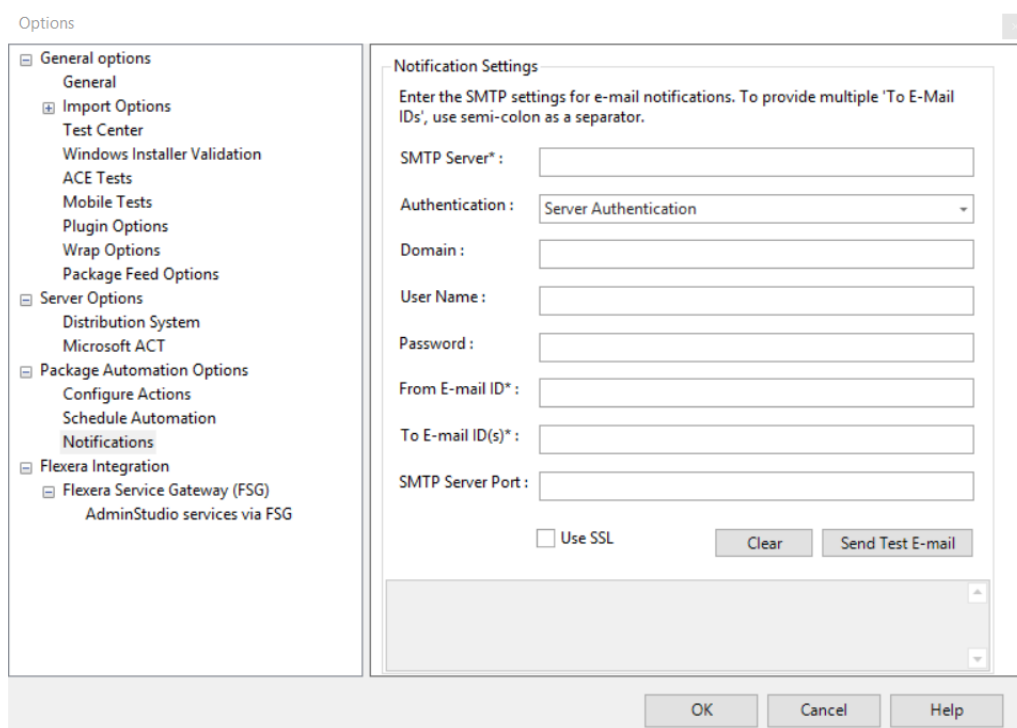 Options
General options
General
Import Options
Test Center
Windows Installer Validation
ACE Tests
Mobile Tests
Plugin Options
Wrap Options
Package Feed Options
Server Options
Distribution System
Microsoft ACT
Package Automation Options
Configure Actions
Schedule Automation
Notifications
Flexera Integration
Flexera Service Gateway (FSG)
AdminStudio services via FSG
Notification Settings
Enter the SMTP settings for e-mail notifications. To provide multiple 'To E-Mail
IDs', use semi-colon as a separator.
SMTP Server* :
Authentication : Server Authentication
Domain :
User Name :
Password :
From E-mail ID* :
To E-mail ID(s)* :
SMTP Server Port :
Use SSL Clear Send Test E-mail
OK Cancel Help